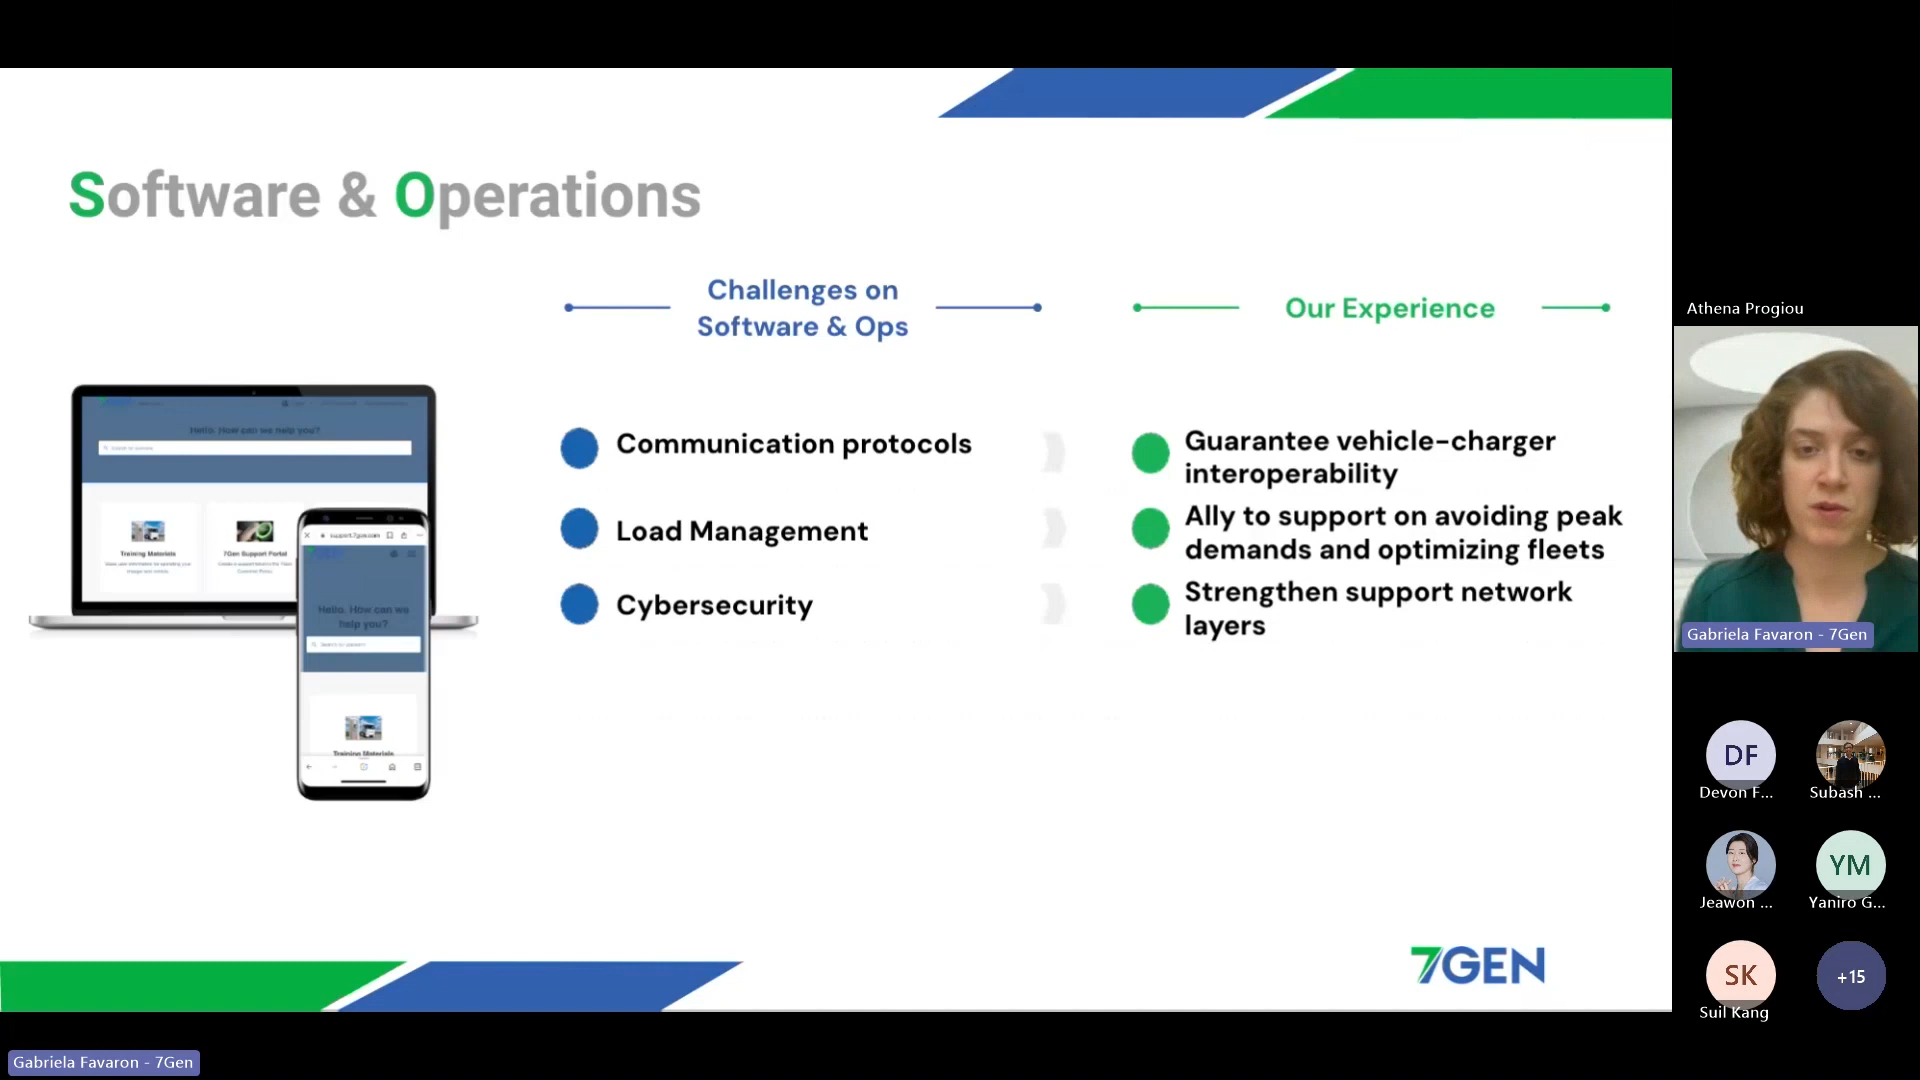 Software & Operations
Challenges on
Software & Ops
Our Experience
Communication protocols
Guarantee vehicle-charger
interoperability
Load Management
Ally to support on avoiding peak
demands and optimizing fleets
Cybersecurity
Strengthen support network
layers
Hello. How can we help you?
Training Materials
7Gen Support Portal
support.7gen.com
Hello. How can we
help you?
Training Materials
7GEN
Athena Progiou
Gabriela Favaron - 7Gen
DF
Devon F...
Subash ...
Jeawon ...
YM
Yaniro G...
SK
Suil Kang
+15
Gabriela Favaron - 7Gen